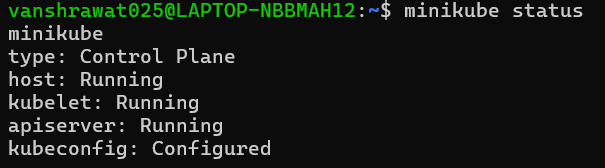 vanshrawat025@LAPTOP-NBBMAH12:~$ minikube status
minikube
type: Control Plane
host: Running
kubelet: Running
apiserver: Running
kubeconfig: Configured